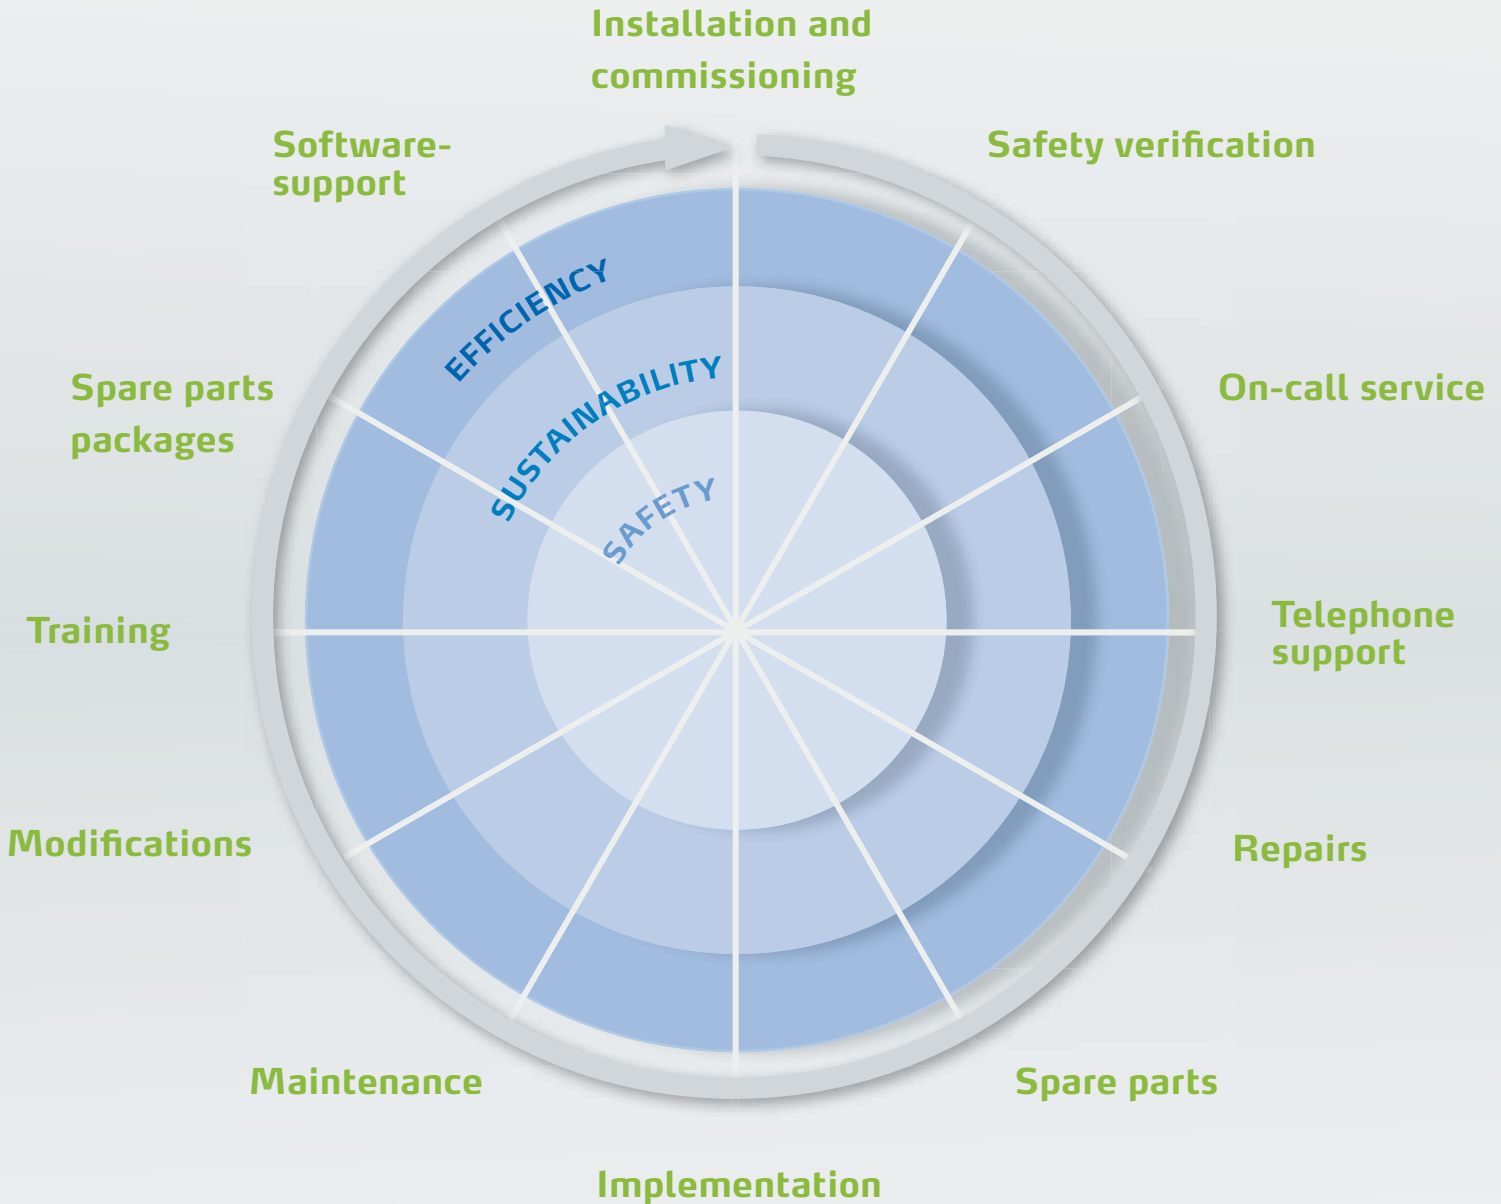 Installation and
commissioning
Software-
support
Safety verification
EFFICIENCY
SUSTAINABILITY
SAFETY
Spare parts
packages
On-call service
Training
Telephone
support
Modifications
Repairs
Maintenance
Spare parts
Implementation